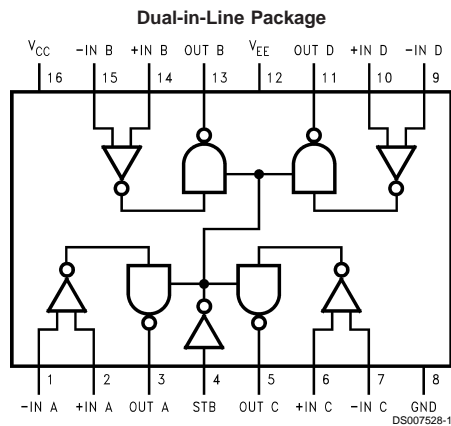 Dual-in-Line Package
VCC -IN B +IN B OUT B VEE OUT D +IN D -IN D
16 15 14 13 12 11 10 9
1 2 3 4 5 6 7 8
-IN A +IN A OUT A STB OUT C +IN C -IN C GND
DS007528-1